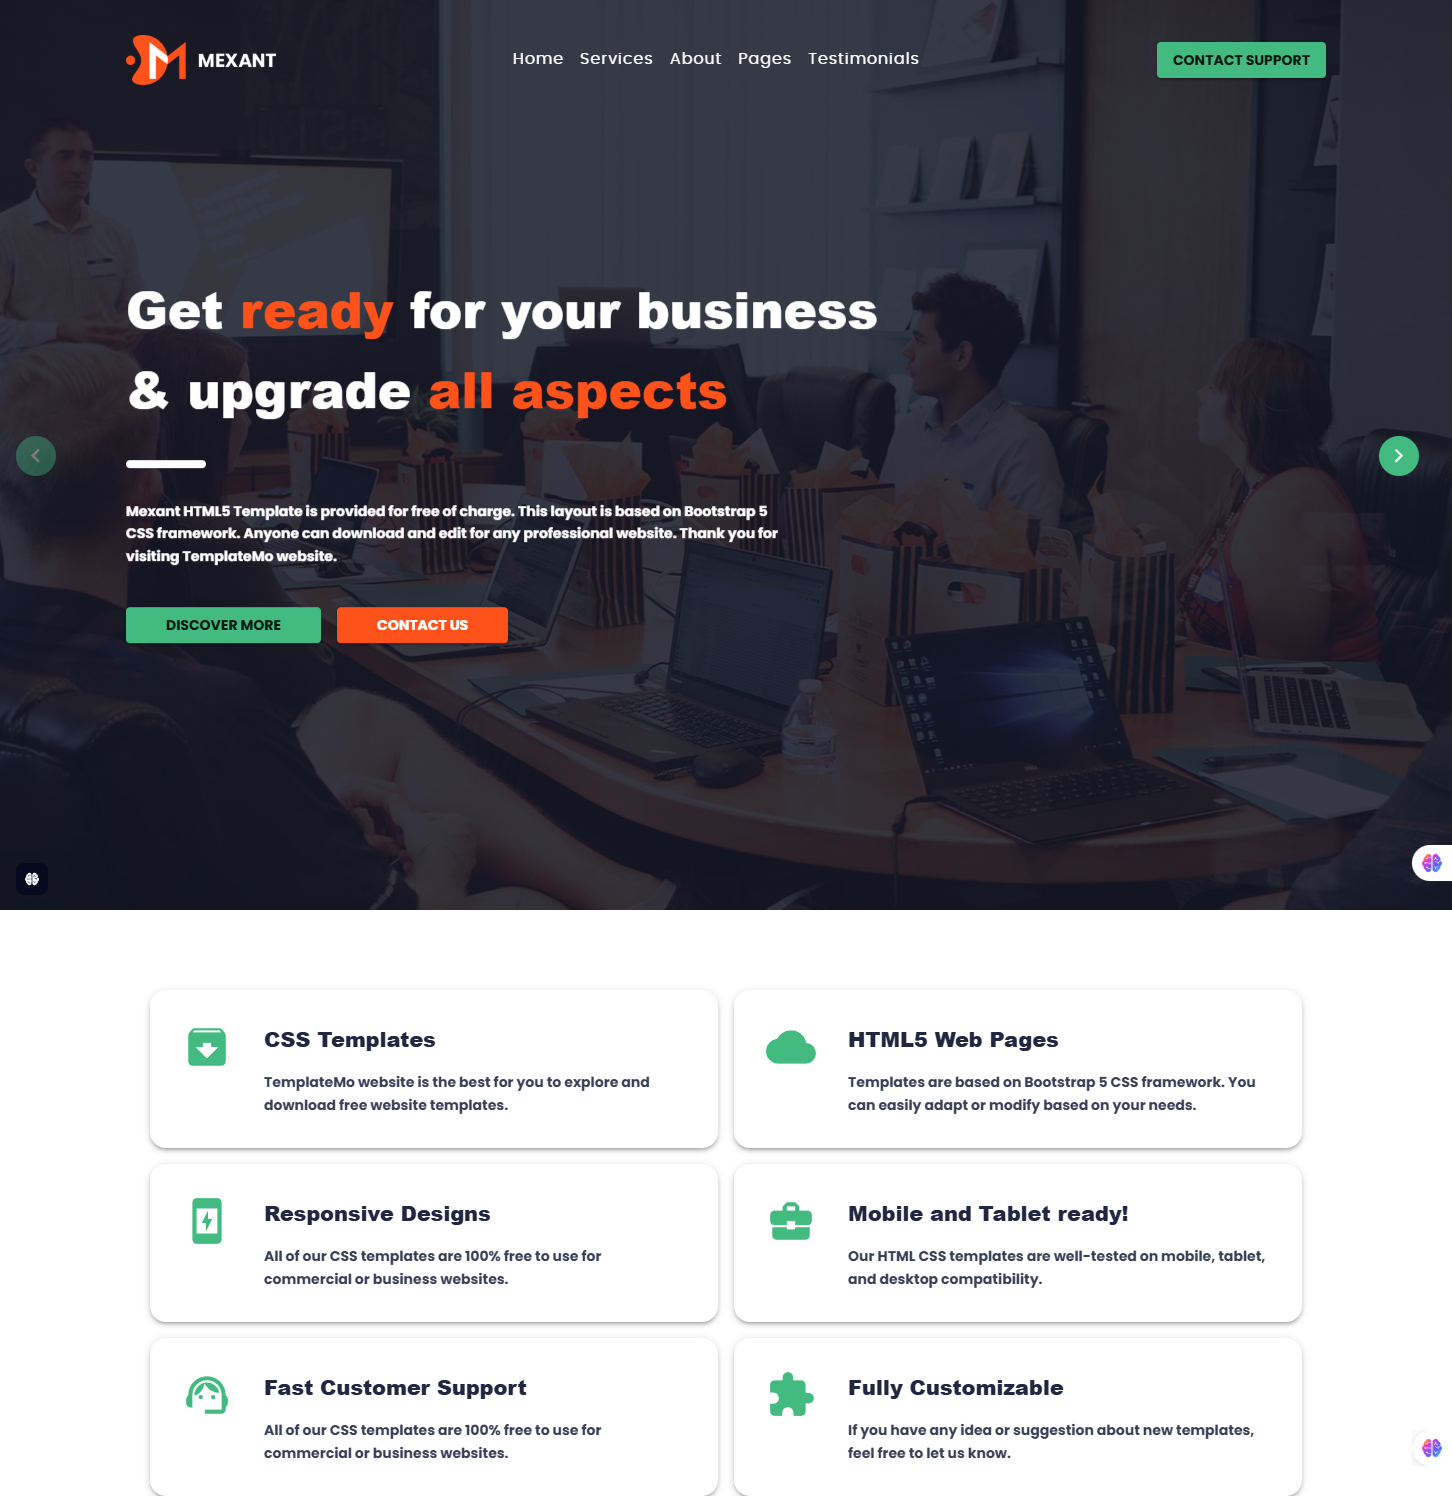 MEXANT
Home Services About Pages Testimonials
CONTACT SUPPORT
Get ready for your business
& upgrade all aspects
Mexant HTML5 Template is provided for free of charge. This layout is based on Bootstrap 5
CSS framework. Anyone can download and edit for any professional website. Thank you for
visiting TemplateMo website.
DISCOVER MORE
CONTACT US
CSS Templates
TemplateMo website is the best for you to explore and
download free website templates.
HTML5 Web Pages
Templates are based on Bootstrap 5 CSS framework. You
can easily adapt or modify based on your needs.
Responsive Designs
All of our CSS templates are 100% free to use for
commercial or business websites.
Mobile and Tablet ready!
Our HTML CSS templates are well-tested on mobile, tablet,
and desktop compatibility.
Fast Customer Support
All of our CSS templates are 100% free to use for
commercial or business websites.
Fully Customizable
If you have any idea or suggestion about new templates,
feel free to let us know.